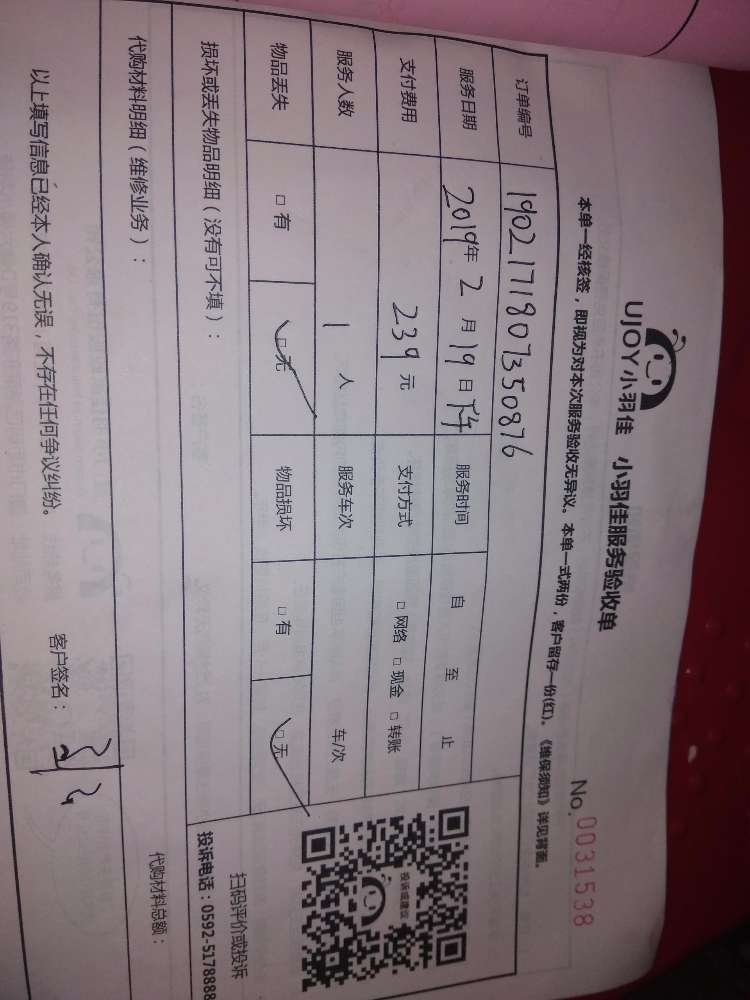 UJOY小羽佳 小羽佳服务验收单
No.0031538
本单一经核签，即视为对本次服务验收无异议。本单一式两份，客户留存一份(红)。《维保须知》详见背面。
订单编号 1902171807350876
服务日期 2019年 2 月 19 日 下午 服务时间 自 至 止
支付费用 239 元 支付方式 □ 网络 □ 现金 □ 转账
服务人数 1 人 服务车次 车/次
物品丢失 □ 有 □ 无 物品损坏 □ 有 □ 无
投诉或建议
损坏或丢失物品明细（没有可不填）：
扫码评价或投诉
投诉电话：0592-5178888
代购材料明细（维修业务）：
代购材料总额：
以上填写信息已经本人确认无误，不存在任何争议纠纷。 客户签名：